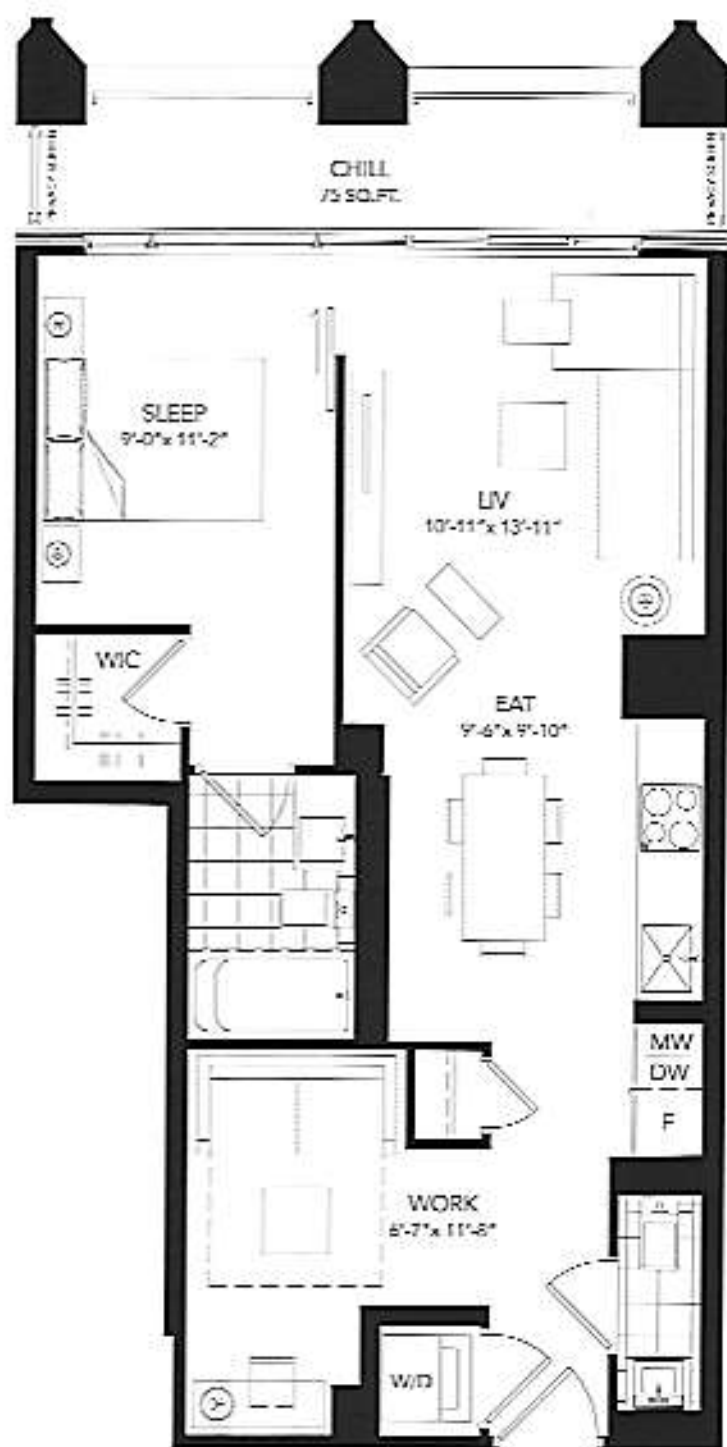 CHILL
75 SQ.FT.
SLEEP
9'-0" x 11'-2"
LIV
10'-11" x 13'-11"
WIC
EAT
9'-6" x 9'-10"
MW
DW
F
WORK
6'-7" x 11'-8"
W/D